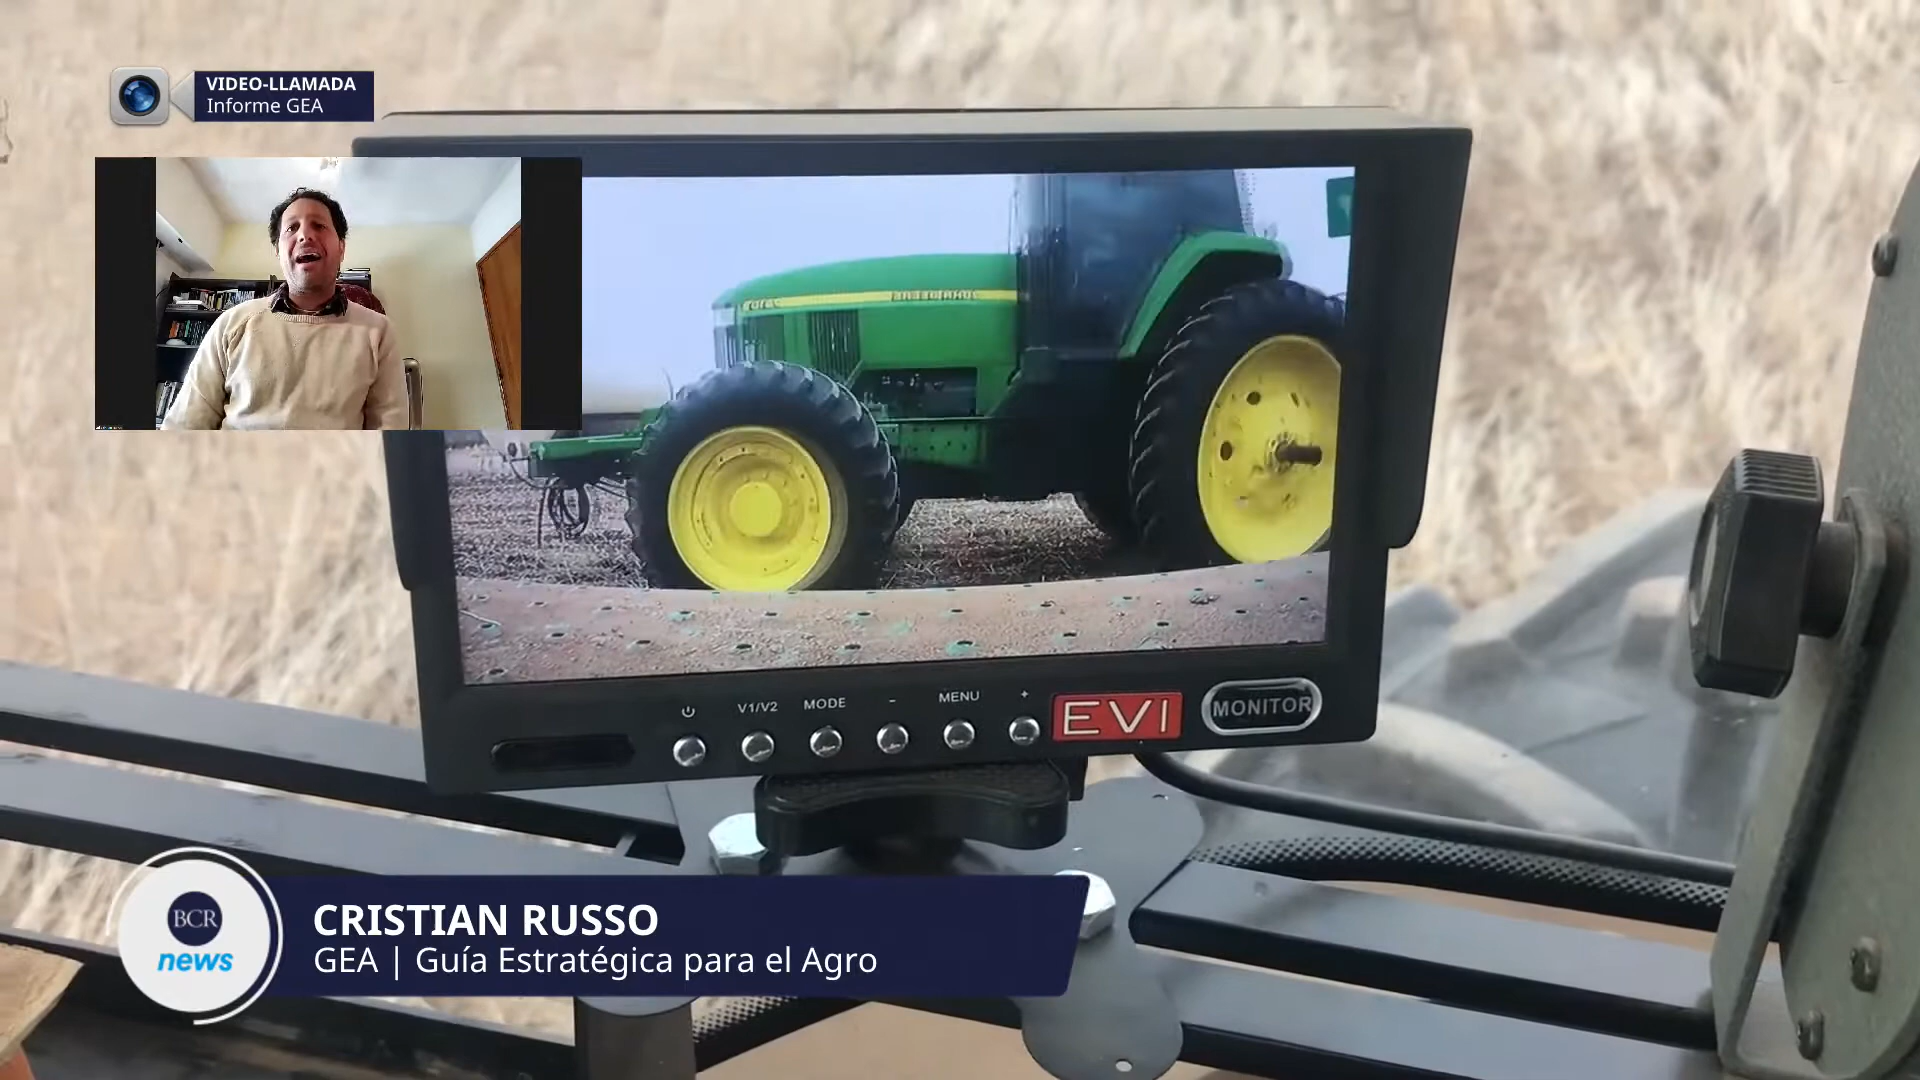 VIDEO-LLAMADA
Informe GEA
V1/V2
MODE
-
MENU
+
EVI
MONITOR
BCR
news
CRISTIAN RUSSO
GEA | Guía Estratégica para el Agro